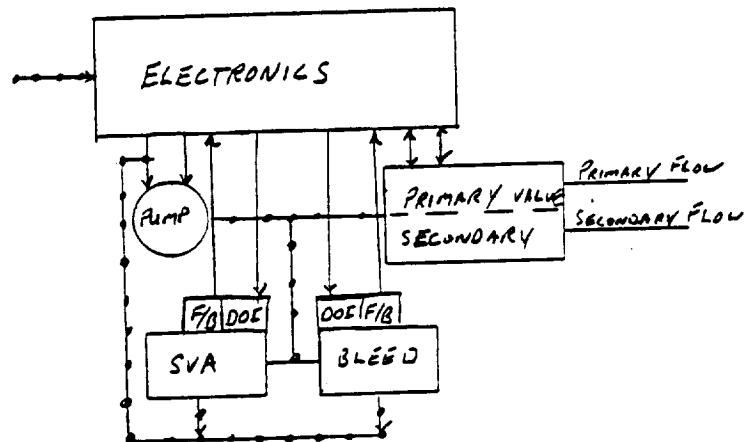 ELECTRONICS
PRIMARY FLOW
PRIMARY VALVE
SECONDARY FLOW
SECONDARY
PUMP
F/B DOE DOE F/B
SVA BLEED